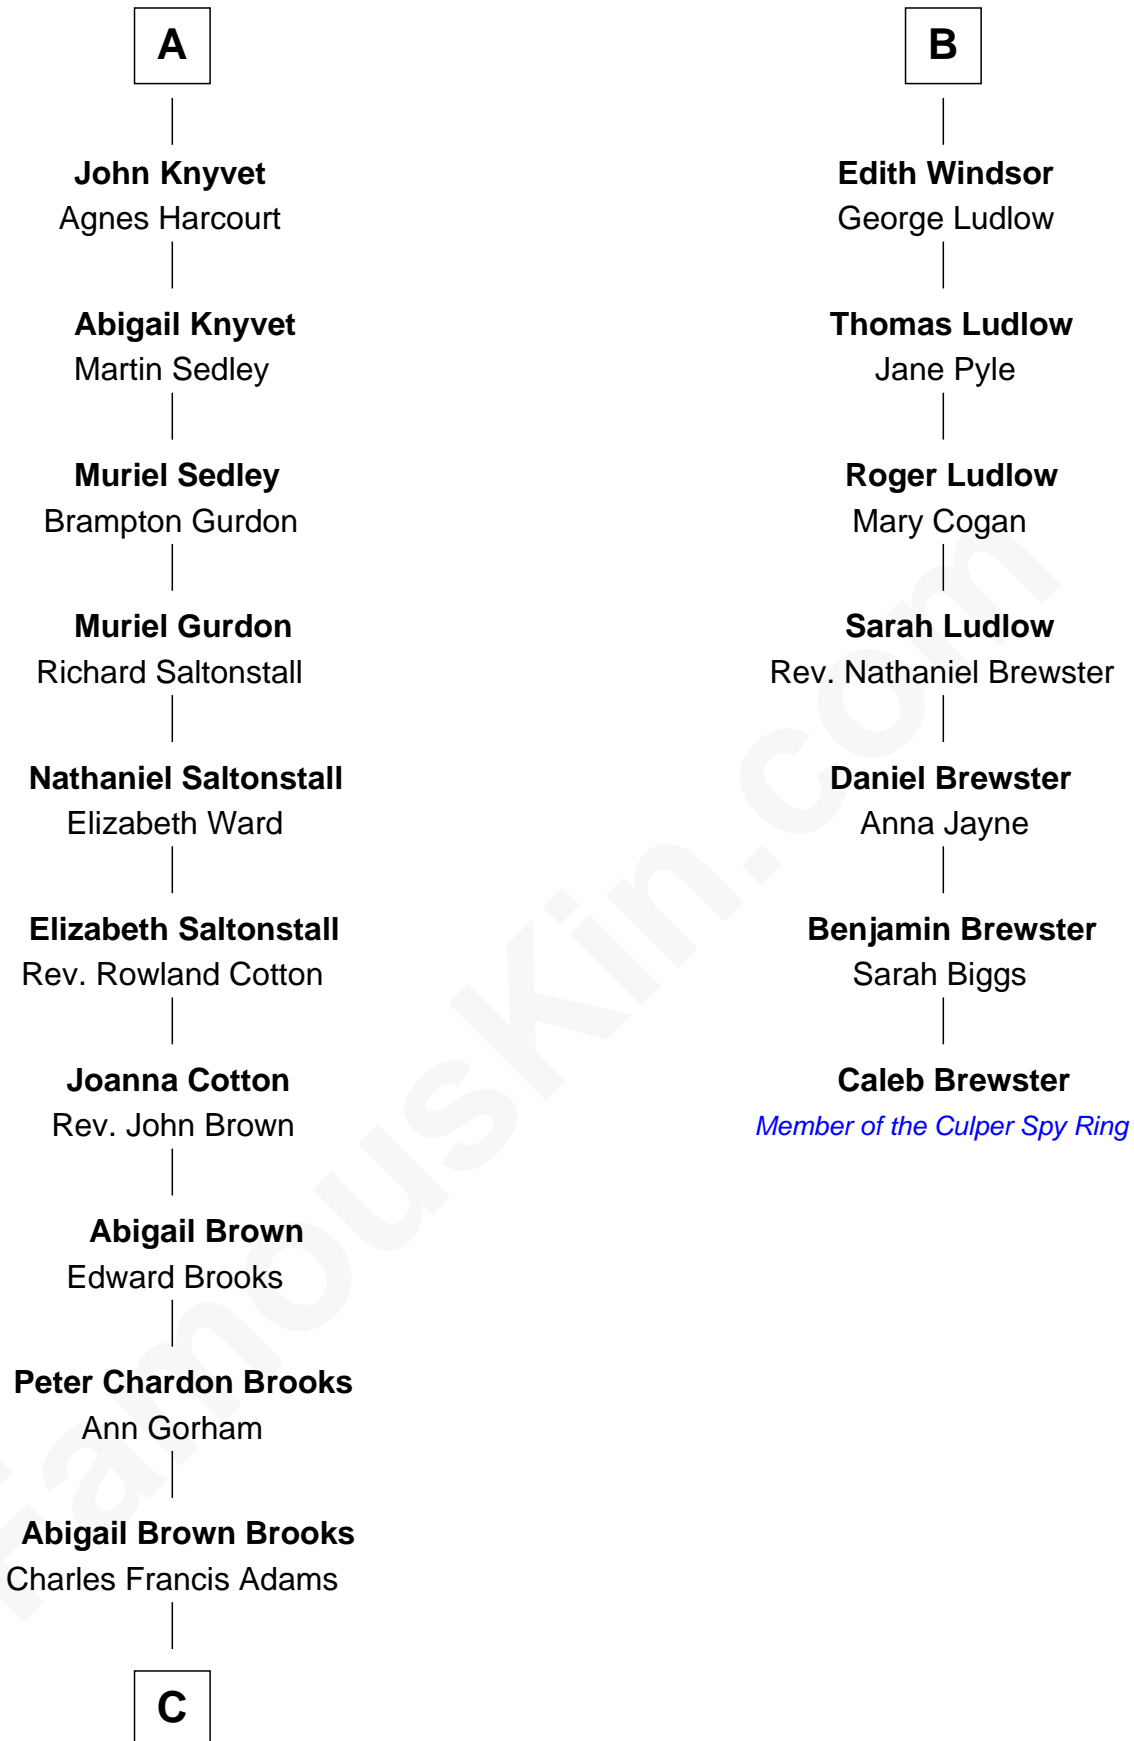 A
John Knyvet
Agnes Harcourt
Abigail Knyvet
Martin Sedley
Muriel Sedley
Brampton Gurdon
Muriel Gurdon
Richard Saltonstall
Nathaniel Saltonstall
Elizabeth Ward
Elizabeth Saltonstall
Rev. Rowland Cotton
Joanna Cotton
Rev. John Brown
Abigail Brown
Edward Brooks
Peter Chardon Brooks
Ann Gorham
Abigail Brown Brooks
Charles Francis Adams
C
B
Edith Windsor
George Ludlow
Thomas Ludlow
Jane Pyle
Roger Ludlow
Mary Cogan
Sarah Ludlow
Rev. Nathaniel Brewster
Daniel Brewster
Anna Jayne
Benjamin Brewster
Sarah Biggs
Caleb Brewster
Member of the Culper Spy Ring
FamousKin.com